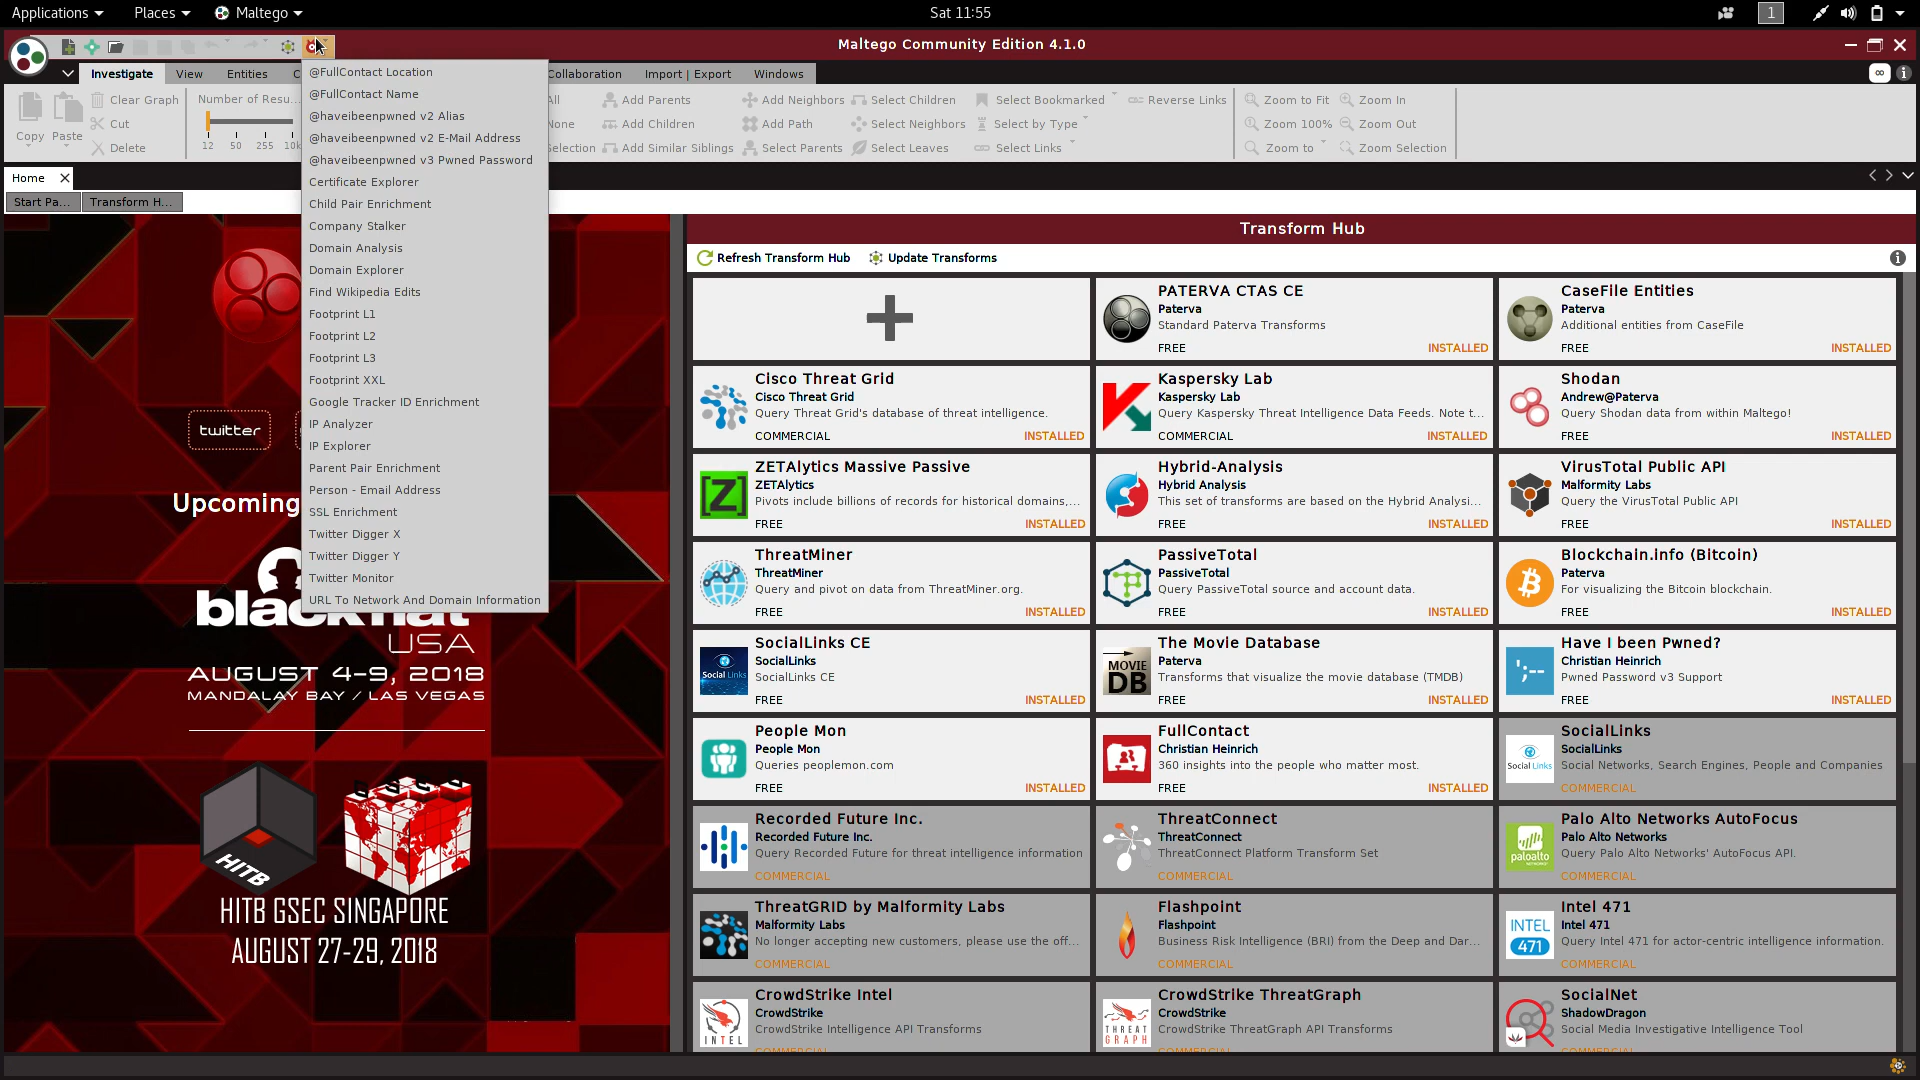 Applications Places Maltego Sat 11:55 1
Maltego Community Edition 4.1.0
Investigate View Entities C Collaboration Import | Export Windows
Copy Paste Clear Graph Cut Delete
Number of Resu...
12 50 255 10k
All None Selection
Add Parents Add Children Add Similar Siblings
Add Neighbors Add Path Select Parents
Select Children Select Neighbors Select Leaves
Select Bookmarked Select by Type Select Links
Reverse Links
Zoom to Fit Zoom 100% Zoom to
Zoom In Zoom Out Zoom Selection
@FullContact Location
@FullContact Name
@haveibeenpwned v2 Alias
@haveibeenpwned v2 E-Mail Address
@haveibeenpwned v3 Pwned Password
Certificate Explorer
Child Pair Enrichment
Company Stalker
Domain Analysis
Domain Explorer
Find Wikipedia Edits
Footprint L1
Footprint L2
Footprint L3
Footprint XXL
Google Tracker ID Enrichment
IP Analyzer
IP Explorer
Parent Pair Enrichment
Person - Email Address
SSL Enrichment
Twitter Digger X
Twitter Digger Y
Twitter Monitor
URL To Network And Domain Information
Home
Start Pa... Transform H...
twitter
Upcoming
blackhat
USA
AUGUST 4-9, 2018
MANDALAY BAY / LAS VEGAS
HITB
GSEC
HITB GSEC SINGAPORE
AUGUST 27-29, 2018
Transform Hub
Refresh Transform Hub Update Transforms
PATERVA CTAS CE
Paterva
Standard Paterva Transforms
FREE INSTALLED
CaseFile Entities
Paterva
Additional entities from CaseFile
FREE INSTALLED
Cisco Threat Grid
Cisco Threat Grid
Query Threat Grid's database of threat intelligence.
COMMERCIAL INSTALLED
Kaspersky Lab
Kaspersky Lab
Query Kaspersky Threat Intelligence Data Feeds. Note t...
COMMERCIAL INSTALLED
Shodan
Andrew@Paterva
Query Shodan data from within Maltego!
FREE INSTALLED
ZETAlytics Massive Passive
ZETAlytics
Pivots include billions of records for historical domains,...
FREE INSTALLED
Hybrid-Analysis
Hybrid Analysis
This set of transforms are based on the Hybrid Analysi...
FREE INSTALLED
VirusTotal Public API
Malformity Labs
Query the VirusTotal Public API
FREE INSTALLED
ThreatMiner
ThreatMiner
Query and pivot on data from ThreatMiner.org.
FREE INSTALLED
PassiveTotal
PassiveTotal
Query PassiveTotal source and account data.
FREE INSTALLED
Blockchain.info (Bitcoin)
Paterva
For visualizing the Bitcoin blockchain.
FREE INSTALLED
SocialLinks CE
SocialLinks
SocialLinks CE
Social Links
FREE INSTALLED
The Movie Database
Paterva
Transforms that visualize the movie database (TMDB)
MOVIE DB
FREE INSTALLED
Have I been Pwned?
Christian Heinrich
Pwned Password v3 Support
';--
FREE INSTALLED
People Mon
People Mon
Queries peoplemon.com
FREE INSTALLED
FullContact
Christian Heinrich
360 insights into the people who matter most.
FREE INSTALLED
SocialLinks
SocialLinks
Social Networks, Search Engines, People and Companies
Social Links
COMMERCIAL
Recorded Future Inc.
Recorded Future Inc.
Query Recorded Future for threat intelligence information
COMMERCIAL
ThreatConnect
ThreatConnect
ThreatConnect Platform Transform Set
COMMERCIAL
Palo Alto Networks AutoFocus
Palo Alto Networks
Query Palo Alto Networks' AutoFocus API.
paloalto
COMMERCIAL
ThreatGRID by Malformity Labs
Malformity Labs
No longer accepting new customers, please use the off...
COMMERCIAL
Flashpoint
Flashpoint
Business Risk Intelligence (BRI) from the Deep and Dar...
COMMERCIAL
Intel 471
Intel 471
Query Intel 471 for actor-centric intelligence information.
INTEL 471
COMMERCIAL
CrowdStrike Intel
CrowdStrike
CrowdStrike Intelligence API Transforms
INTEL
COMMERCIAL
CrowdStrike ThreatGraph
CrowdStrike
CrowdStrike ThreatGraph API Transforms
THREAT GRAPH
COMMERCIAL
SocialNet
ShadowDragon
Social Media Investigative Intelligence Tool
COMMERCIAL